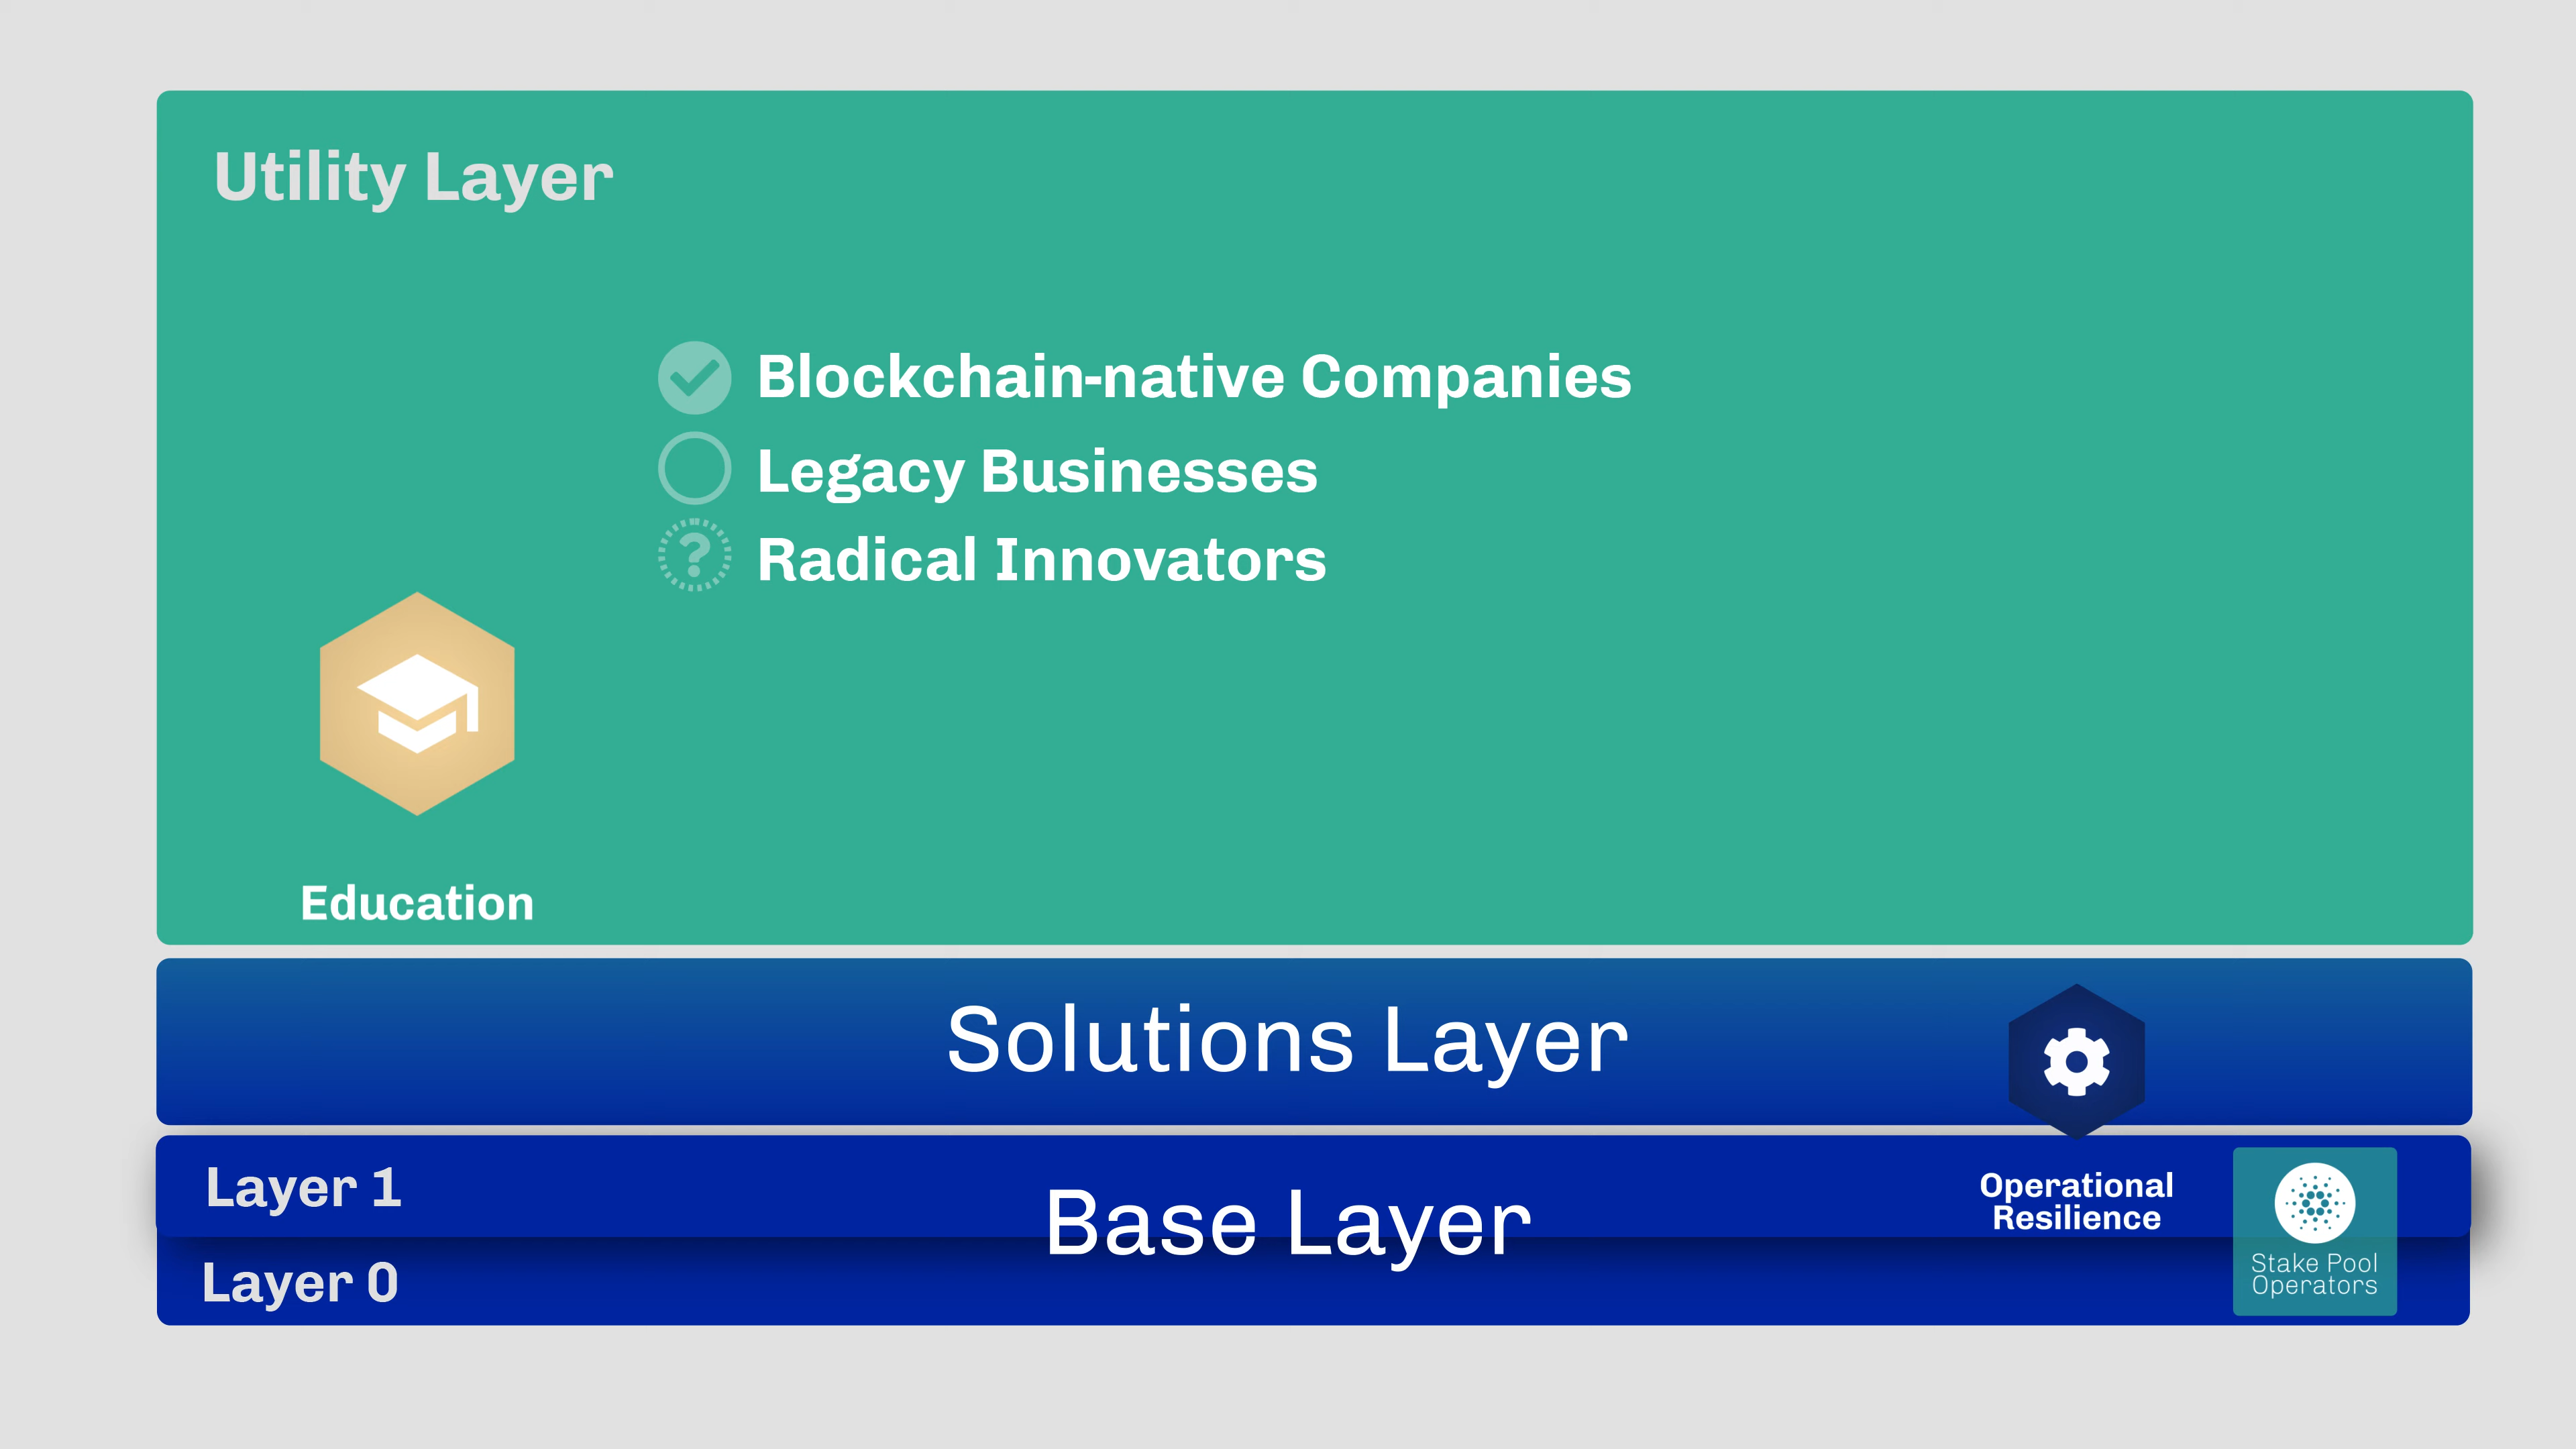 Utility Layer
Blockchain-native Companies
Legacy Businesses
?
Radical Innovators
Education
Solutions Layer
Layer 1
Base Layer
Layer 0
Operational
Resilience
Stake Pool
Operators